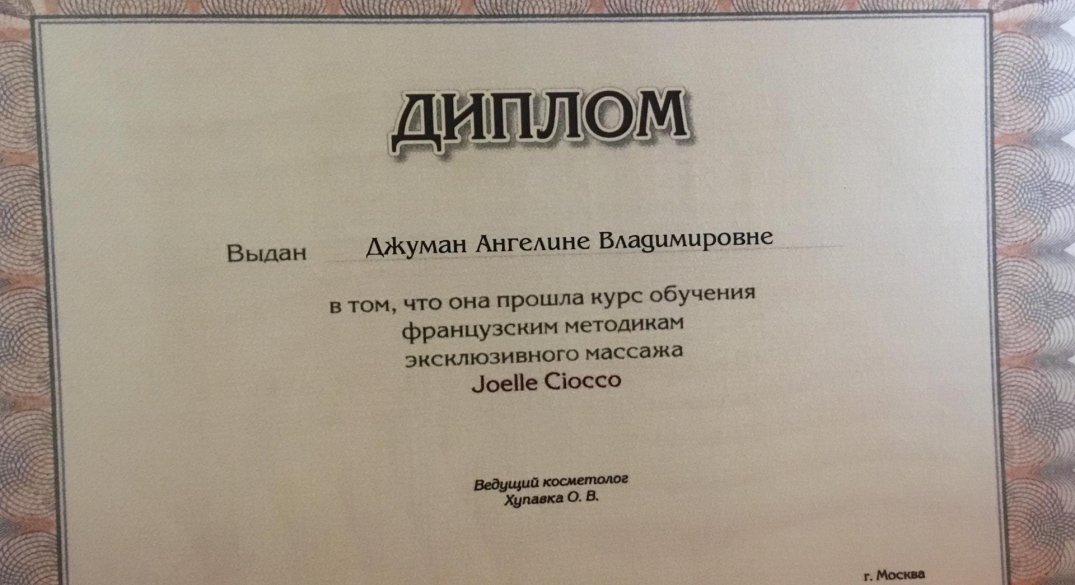 ДИПЛОМ
Выдан Джуман Ангелине Владимировне
в том, что она прошла курс обучения
французским методикам
эксклюзивного массажа
Joelle Ciocco
Ведущий косметолог
Хупавка О. В.
г. Москва